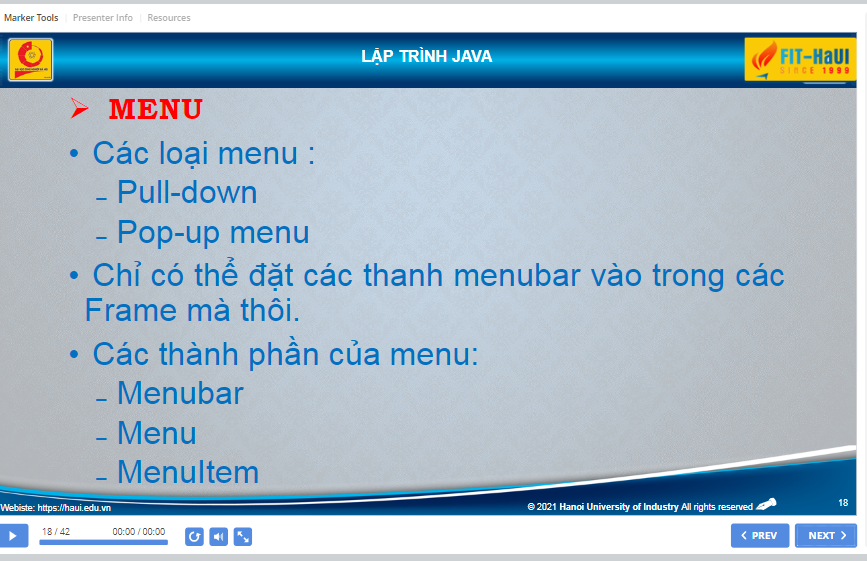 Marker Tools Presenter Info Resources
LẬP TRÌNH JAVA
FIT-HaUI
SINCE 1999
➢ MENU
• Các loại menu :
– Pull-down
– Pop-up menu
• Chỉ có thể đặt các thanh menubar vào trong các
Frame mà thôi.
• Các thành phần của menu:
– Menubar
– Menu
– MenuItem
Webiste: https://haui.edu.vn
© 2021 Hanoi University of Industry All rights reserved
18
18 / 42 00:00 / 00:00
PREV NEXT